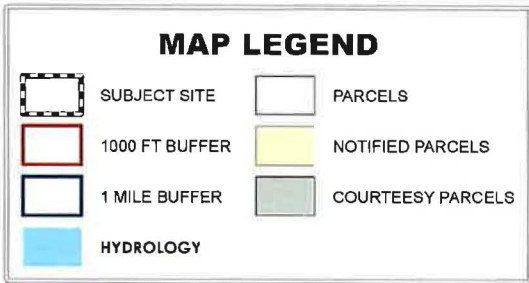 MAP LEGEND
SUBJECT SITE
PARCELS
1000 FT BUFFER
NOTIFIED PARCELS
1 MILE BUFFER
COURTEESY PARCELS
HYDROLOGY